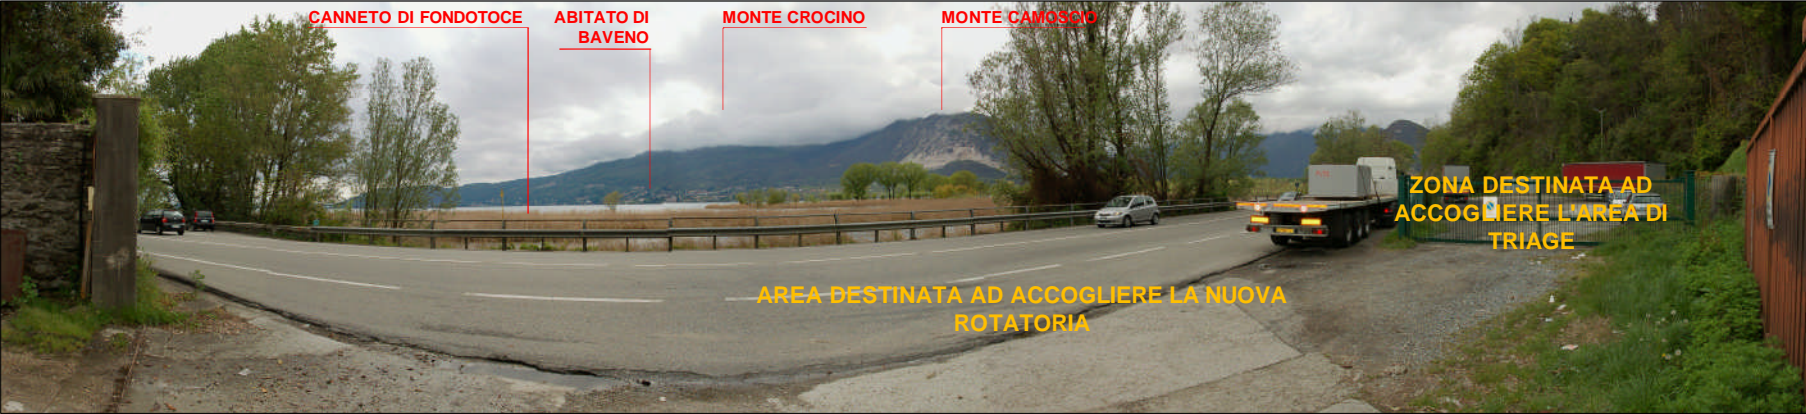 CANNETO DI FONDOTOCE
ABITATO DI
BAVENO
MONTE CROCINO
MONTE CAMOSCIO
ZONA DESTINATA AD
ACCOGLIERE L'AREA DI
TRIAGE
AREA DESTINATA AD ACCOGLIERE LA NUOVA
ROTATORIA